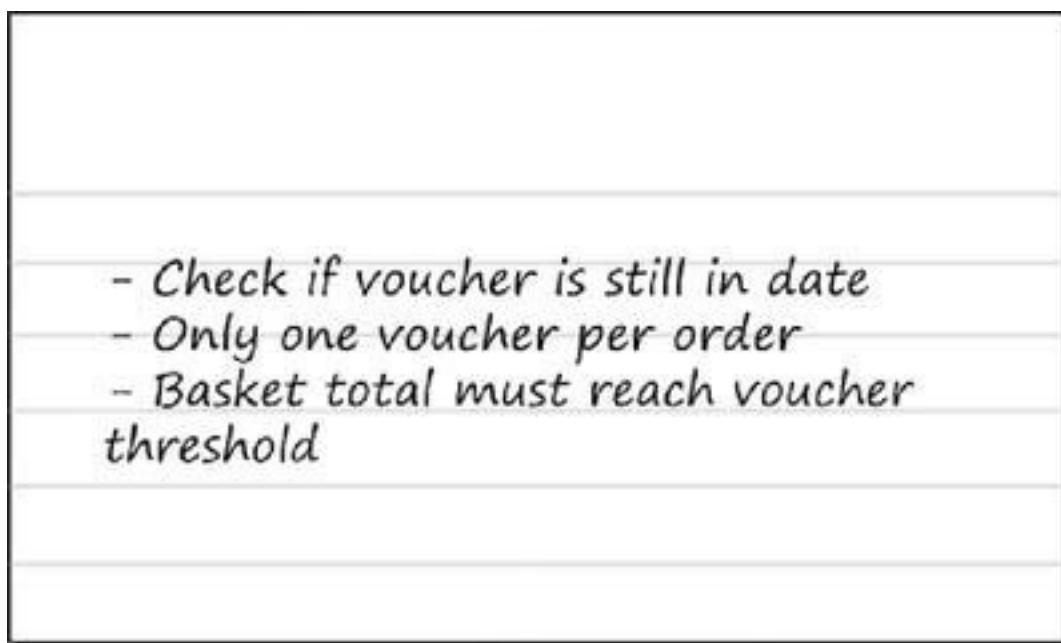 - Check if voucher is still in date
- Only one voucher per order
- Basket total must reach voucher
threshold